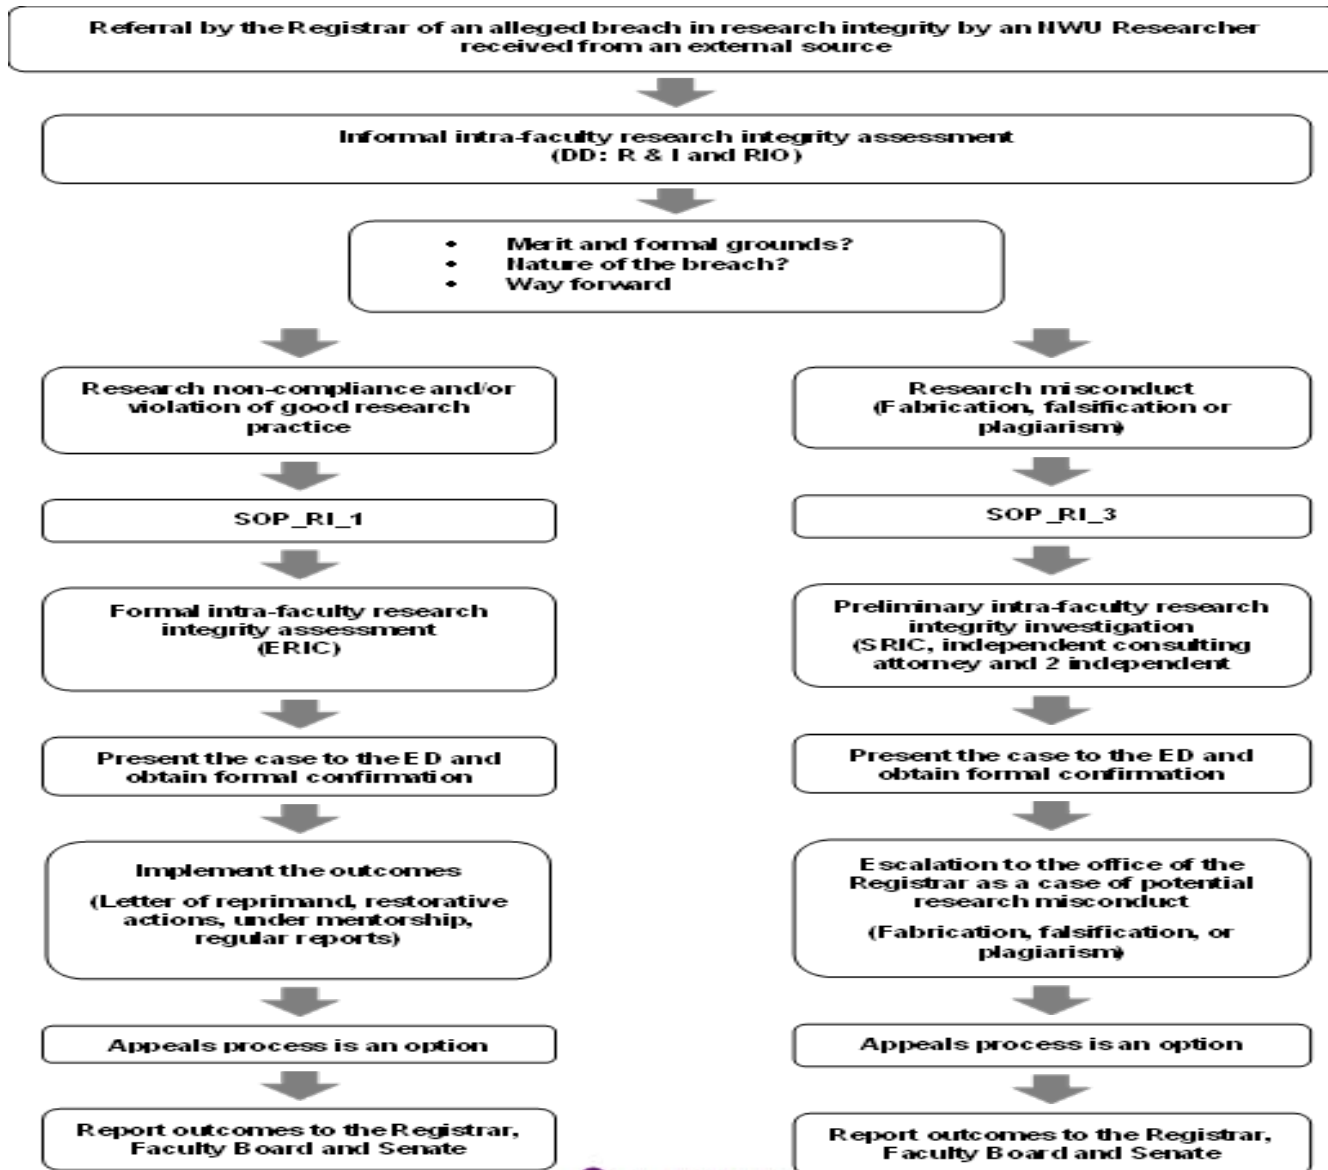 Referral by the Registrar of an alleged breach in research integrity by an NWU Researcher
received from an external source
Informal intra-faculty research integrity assessment
(DD: R & I and RIO)
• Merit and formal grounds?
• Nature of the breach?
• Way forward
Research non-compliance and/or
violation of good research
practice
SOP_RI_1
Formal intra-faculty research
integrity assessment
(ERIC)
Present the case to the ED and
obtain formal confirmation
Implement the outcomes
(Letter of reprimand, restorative
actions, under mentorship,
regular reports)
Appeals process is an option
Report outcomes to the Registrar,
Faculty Board and Senate
Research misconduct
(Fabrication, falsification or
plagiarism)
SOP_RI_3
Preliminary intra-faculty research
integrity investigation
(SRIC, independent consulting
attorney and 2 independent
Present the case to the ED and
obtain formal confirmation
Escalation to the office of the
Registrar as a case of potential
research misconduct
(Fabrication, falsification, or
plagiarism)
Appeals process is an option
Report outcomes to the Registrar,
Faculty Board and Senate